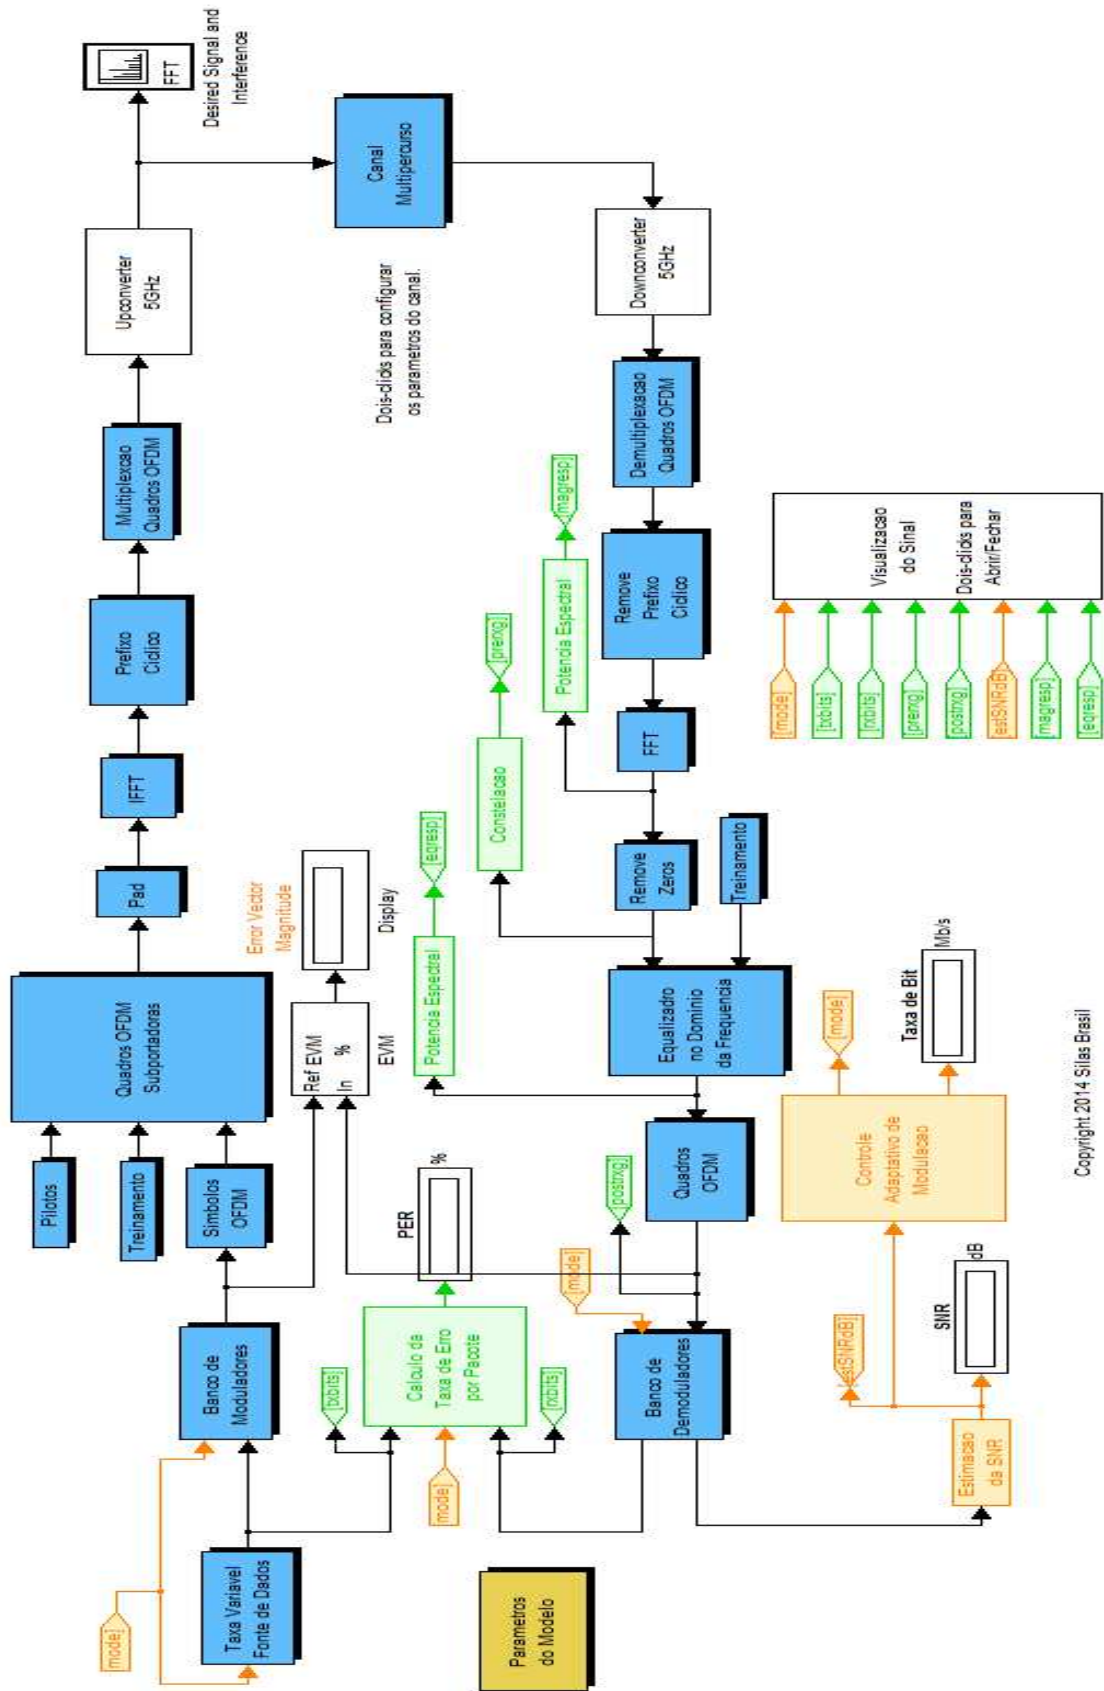 [mode]
Taxa Variavel
Fonte de Dados
Banco de
Moduladores
Pilotos
Treinamento
Simbolos
OFDM
Quadros OFDM
Subportadoras
Pad
IFFT
Prefixo
Ciclico
Multiplexcao
Quadros OFDM
Upconverter
5GHz
FFT
Desired Signal and
Interference
Canal
Multipercurso
Dois-clicks para configurar
os parametros do canal.
Ref EVM
In
%
EVM
Error Vector
Magnitude
Display
[txbits]
[mode]
[rxbits]
Calculo da
Taxa de Erro
por Pacote
PER
%
Parametros
do Modelo
Potencia Espectral
[eqresp]
Constelacao
[prerxg]
Potencia Espectral
[magresp]
Downconverter
5GHz
Demultiplexacao
Quadros OFDM
Remove
Prefixo
Ciclico
FFT
Remove
Zeros
Treinamento
Equalizadro
no Dominio
da Frequencia
Quadros
OFDM
[postrxg]
[mode]
Banco de
Demoduladores
Estimacao
da SNR
[estSNRdB]
SNR
dB
Controle
Adaptativo de
Modulacao
[mode]
Taxa de Bit
Mb/s
[mode]
[txbits]
[rxbits]
[prerxg]
[postrxg]
[estSNRdB]
[magresp]
[eqresp]
Visualizacao
do Sinal
Dois-clicks para
Abrir/Fechar
Copyright 2014 Silas Brasil